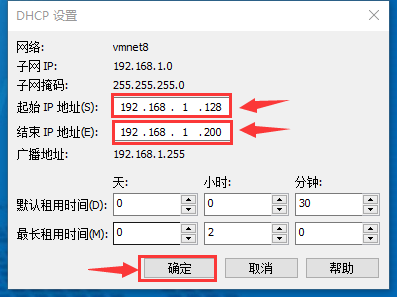 DHCP 设置
网络: vmnet8
子网 IP: 192.168.1.0
子网掩码: 255.255.255.0
起始 IP 地址(S): 192 . 168 . 1 . 128
结束 IP 地址(E): 192 . 168 . 1 . 200
广播地址: 192.168.1.255
天: 小时: 分钟:
默认租用时间(D): 0 0 30
最长租用时间(M): 0 2 0
确定 取消 帮助